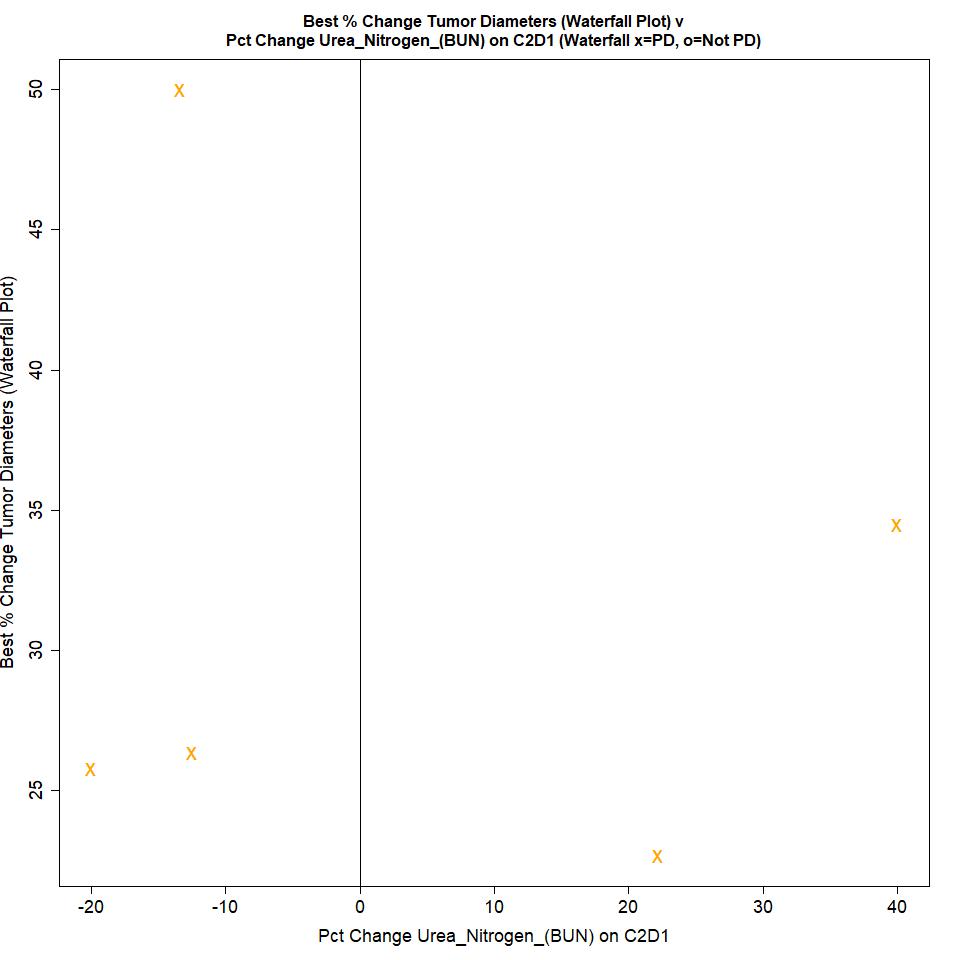 Best % Change Tumor Diameters (Waterfall Plot) v
Pct Change Urea_Nitrogen_(BUN) on C2D1 (Waterfall x=PD, o=Not PD)
Best % Change Tumor Diameters (Waterfall Plot)
50
45
40
35
30
25
X
X
X
X
X
-20
-10
0
10
20
30
40
Pct Change Urea_Nitrogen_(BUN) on C2D1